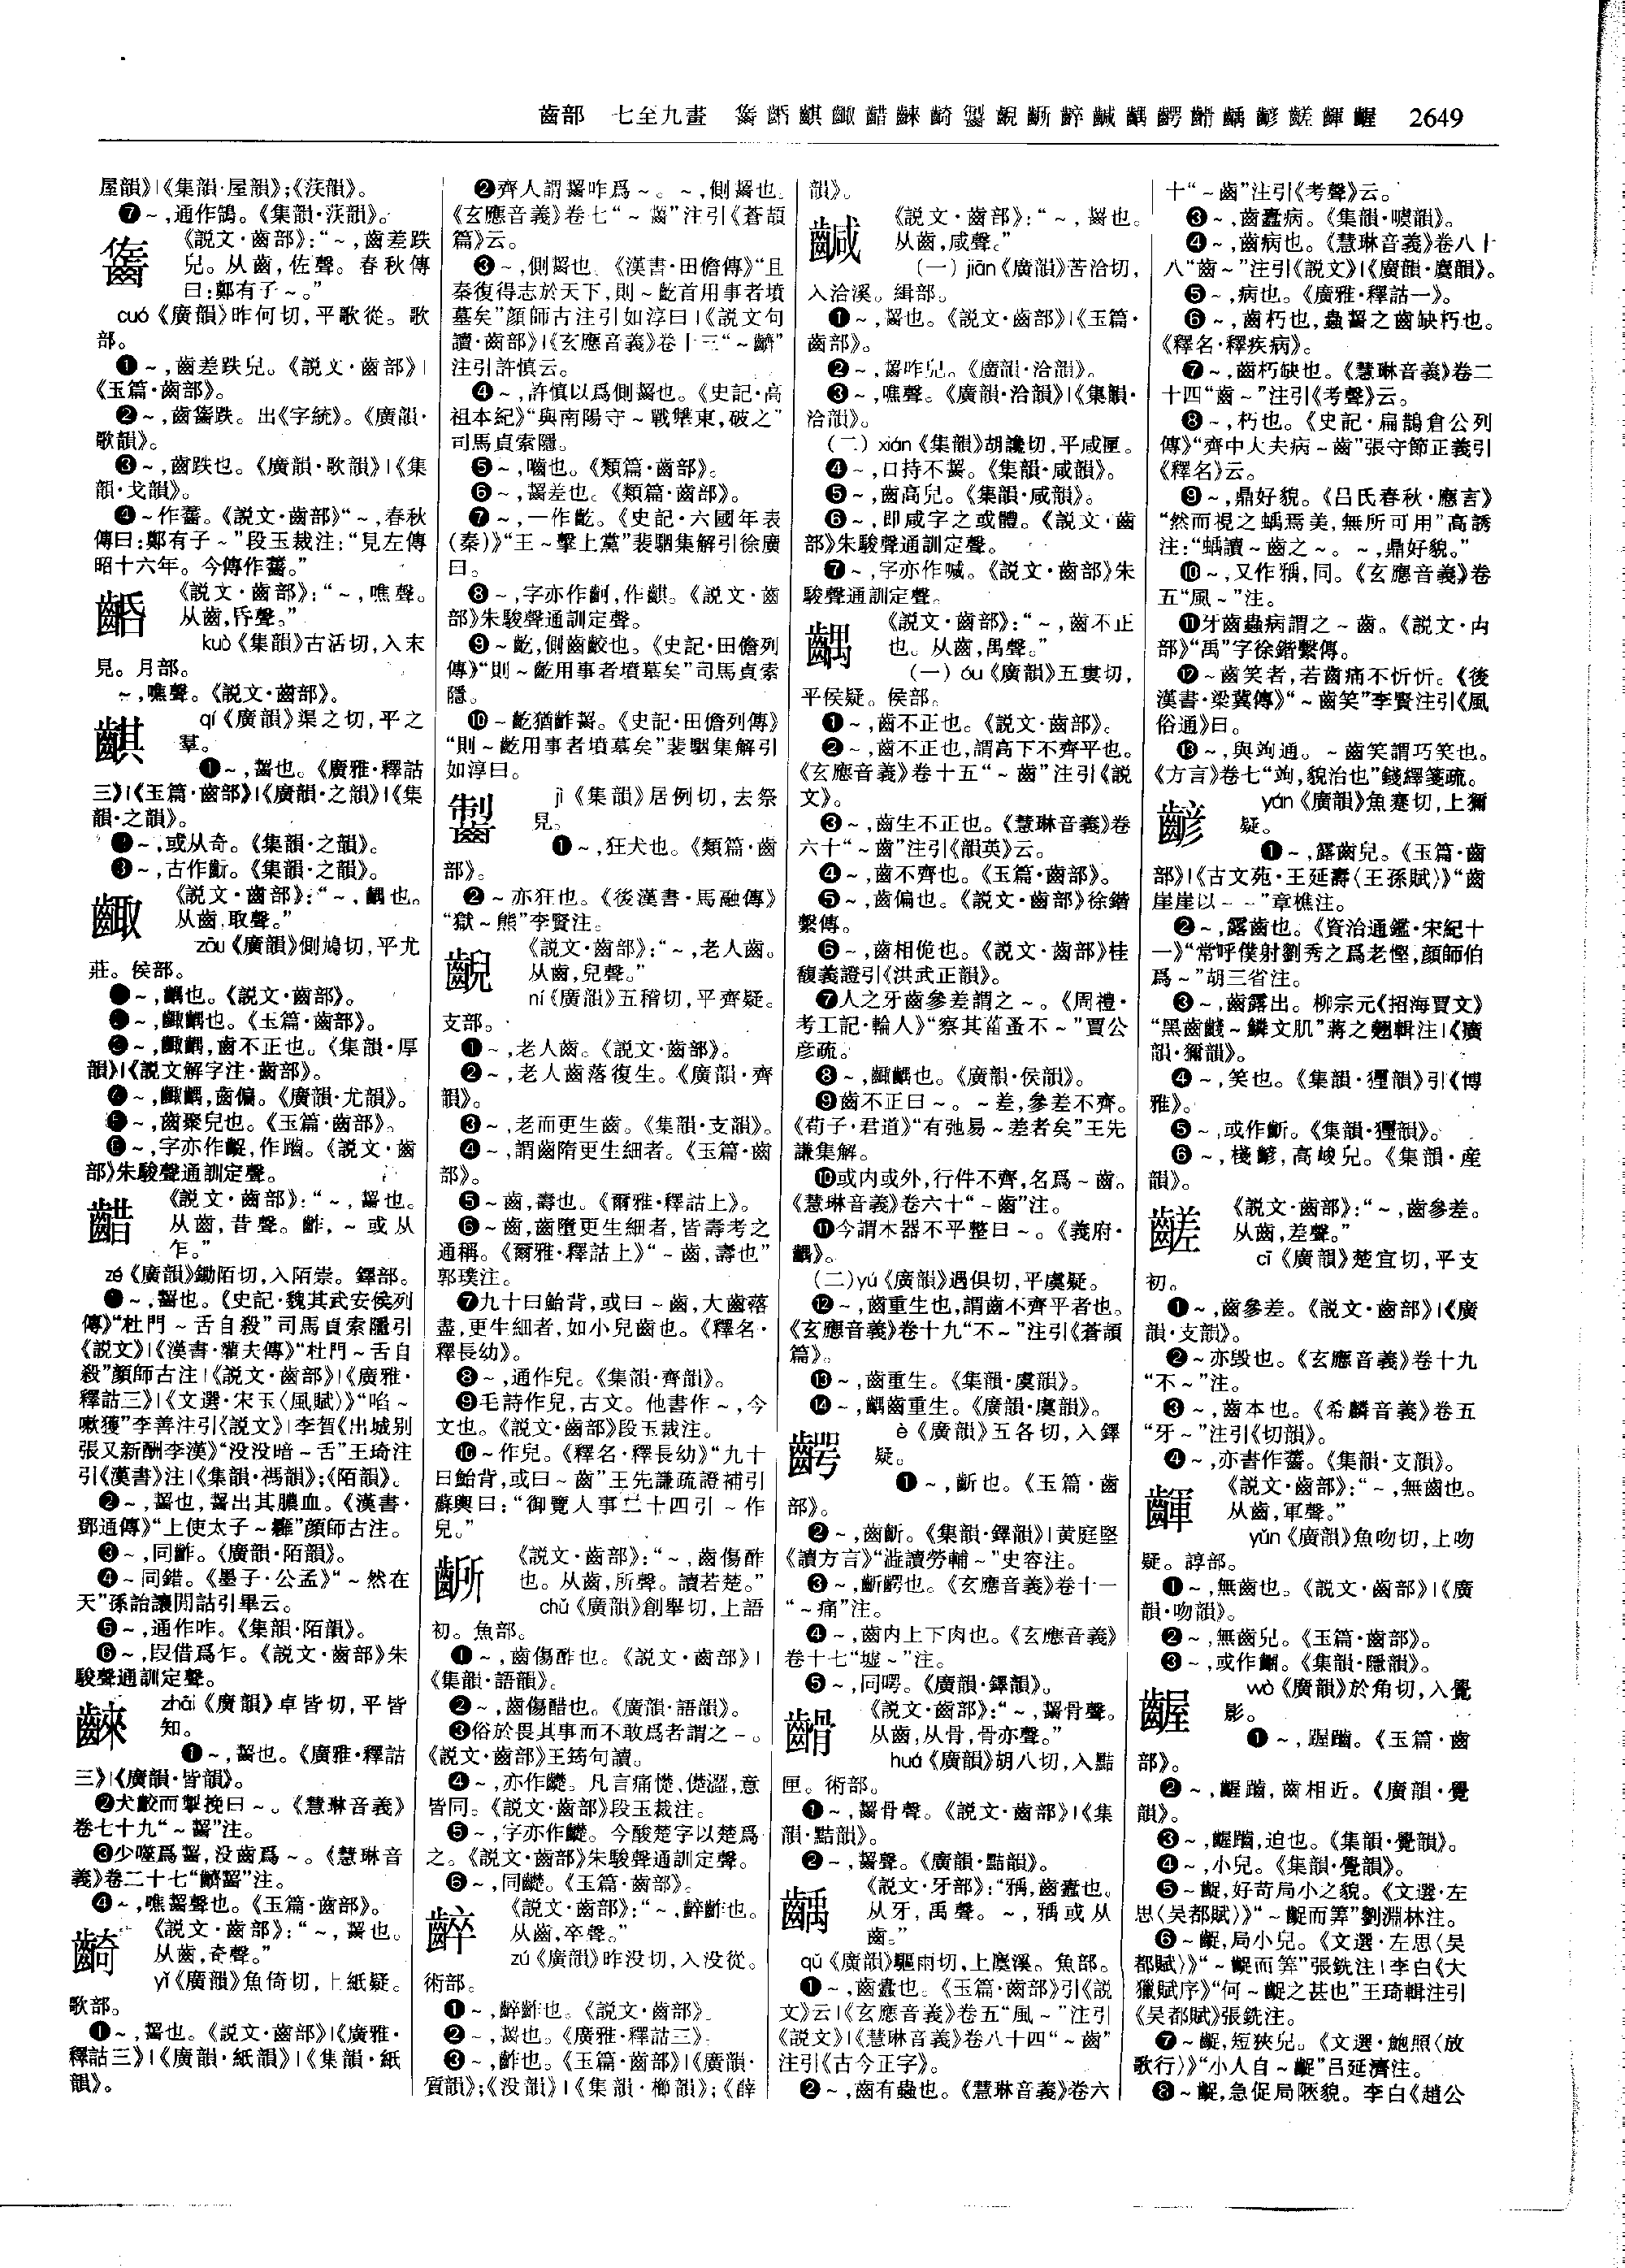 齒部　七至九畫　2649
屋韻》|《集韻·屋韻》;《沃韻》。
❼～,通作鵠。《集韻·沃韻》。
《説文·齒部》:“～,齒差跌
皃。从齒,佐聲。春秋傳
曰:鄭有子～。”
cuó《廣韻》昨何切,平歌從。歌
部。
❶～,齒差跌皃。《説文·齒部》|
《玉篇·齒部》。
❷～,齒齹跌。出《字統》。《廣韻·
歌韻》。
❸～,齒跌也。《廣韻·歌韻》|《集
韻·戈韻》。
❹～作齹。《説文·齒部》“～,春秋
傳曰:鄭有子～”段玉裁注:“見左傳
昭十六年。今傳作齹。”
《説文·齒部》:“～,噍聲。
从齒,昏聲。”
kuò《集韻》古活切,入末
見。月部。
～,噍聲。《説文·齒部》。
麒
qí《廣韻》渠之切,平之
羣。
❶～,齧也。《廣雅·釋詁
三》|《玉篇·齒部》|《廣韻·之韻》|《集
韻·之韻》。
❷～,或从奇。《集韻·之韻》。
❸～,古作齗。《集韻·之韻》。
齱
《説文·齒部》:“～,齵也。
从齒,取聲。”
zōu《廣韻》側鳩切,平尤
莊。侯部。
❶～,齵也。《説文·齒部》。
❷～,齱齵也。《玉篇·齒部》。
❸～,齱齵,齒不正也。《集韻·厚
韻》|《説文解字注·齒部》。
❹～,齱齵,齒偏。《廣韻·尤韻》。
❺～,齒聚皃也。《玉篇·齒部》。
❻～,字亦作齪,作齺。《説文·齒
部》朱駿聲通訓定聲。
齰
《説文·齒部》:“～,齧也。
从齒,昔聲。齚,～或从
乍。”
zé《廣韻》鋤陌切,入陌崇。鐸部。
❶～,齧也。《史記·魏其武安侯列
傳》“杜門～舌自殺”司馬貞索隱引
《説文》|《漢書·灌夫傳》“杜門～舌自
殺”顔師古注|《説文·齒部》|《廣雅·
釋詁三》|《文選·宋玉〈風賦〉》“啗～
嗽獲”李善注引《説文》|李賀《出城别
張又新酬李漢》“没没暗～舌”王琦注
引《漢書》注|《集韻·禡韻》;《陌韻》。
❷～,齧也,齧出其膿血。《漢書·
鄧通傳》“上使太子～癰”顔師古注。
❸～,同齚。《廣韻·陌韻》。
❹～同錯。《墨子·公孟》“～然在
天”孫詒讓閒詁引畢云。
❺～,通作咋。《集韻·陌韻》。
❻～,叚借爲乍。《説文·齒部》朱
駿聲通訓定聲。
zhāi《廣韻》卓皆切,平皆
知。
❶～,齧也。《廣雅·釋詁
三》|《廣韻·皆韻》。
❷犬齩而掣挽曰～。《慧琳音義》
卷七十九“～齧”注。
❸少噬爲齧,没齒爲～。《慧琳音
義》卷二十七“齭齧”注。
❹～,噍齧聲也。《玉篇·齒部》。
齮
《説文·齒部》:“～,齧也。
从齒,奇聲。”
yǐ《廣韻》魚倚切,上紙疑。
歌部。
❶～,齧也。《説文·齒部》|《廣雅·
釋詁三》|《廣韻·紙韻》|《集韻·紙
韻》。
❷齊人謂齧咋爲～。～,側齧也。
《玄應音義》卷七“～齒”注引《蒼頡
篇》云。
❸～,側齧也。《漢書·田儋傳》“且
秦復得志於天下,則～齕首用事者墳
墓矣”顔師古注引如淳曰|《説文句
讀·齒部》|《玄應音義》卷十三“～齭”
注引許慎云。
❹～,許慎以爲側齧也。《史記·高
祖本紀》“與南陽守～戰犨東,破之”
司馬貞索隱。
❺～,嚙也。《類篇·齒部》。
❻～,齧差也。《類篇·齒部》。
❼～,一作齕。《史記·六國年表
(秦)》“王～擊上黨”裴駰集解引徐廣
曰。
❽～,字亦作㓨,作齮。《説文·齒
部》朱駿聲通訓定聲。
❾～齕,側齒齩也。《史記·田儋列
傳》“則～齕用事者墳墓矣”司馬貞索
隱。
❿～齕猶齚齧。《史記·田儋列傳》
“則～齕用事者墳墓矣”裴駰集解引
如淳曰。
jì《集韻》居例切,去祭
見。
❶～,狂犬也。《類篇·齒
部》。
❷～亦狂也。《後漢書·馬融傳》
“獄～熊”李賢注。
齯
《説文·齒部》:“～,老人齒。
从齒,兒聲。”
ní《廣韻》五稽切,平齊疑。
支部。
❶～,老人齒。《説文·齒部》。
❷～,老人齒落復生。《廣韻·齊
韻》。
❸～,老而更生齒。《集韻·支韻》。
❹～,謂齒隋更生細者。《玉篇·齒
部》。
❺～齒,壽也。《爾雅·釋詁上》。
❻～齒,齒墮更生細者,皆壽考之
通稱。《爾雅·釋詁上》“～齒,壽也”
郭璞注。
❼九十曰鮐背,或曰～齒,大齒落
盡,更生細者,如小兒齒也。《釋名·
釋長幼》。
❽～,通作兒。《集韻·齊韻》。
❾毛詩作兒,古文。他書作～,今
文也。《説文·齒部》段玉裁注。
❿～作兒。《釋名·釋長幼》“九十
曰鮐背,或曰～齒”王先謙疏證補引
蘇輿曰:“御覽人事二十四引～作
兒。”
齭
《説文·齒部》:“～,齒傷酢
也。从齒,所聲。讀若楚。”
chǔ《廣韻》創舉切,上語
初。魚部。
❶～,齒傷酢也。《説文·齒部》|
《集韻·語韻》。
❷～,齒傷醋也。《廣韻·語韻》。
❸俗於畏其事而不敢爲者謂之～。
《説文·齒部》王筠句讀。
❹～,亦作齼。凡言痛憷、憷澀,意
皆同。《説文·齒部》段玉裁注。
❺～,字亦作齼。今酸楚字以楚爲
之。《説文·齒部》朱駿聲通訓定聲。
❻～,同齼。《玉篇·齒部》。
《説文·齒部》:“～,䶝齚也。
从齒,卒聲。”
zú《廣韻》昨没切,入没從。
術部。
❶～,䶝齚也。《説文·齒部》。
❷～,齧也。《廣雅·釋詁三》。
❸～,齚也。《玉篇·齒部》|《廣韻·
質韻》;《没韻》|《集韻·櫛韻》;《薛
韻》。
《説文·齒部》:“～,齧也。
从齒,咸聲。”
(一)jiān《廣韻》苦洽切,
入洽溪。緝部。
❶～,齧也。《説文·齒部》|《玉篇·
齒部》。
❷～,齧咋皃。《廣韻·洽韻》。
❸～,噍聲。《廣韻·洽韻》|《集韻·
洽韻》。
(二)xián《集韻》胡讒切,平咸匣。
❹～,口持不齧。《集韻·咸韻》。
❺～,齒高皃。《集韻·咸韻》。
❻～,即咸字之或體。《説文·齒
部》朱駿聲通訓定聲。
❼～,字亦作喊。《説文·齒部》朱
駿聲通訓定聲。
齵
《説文·齒部》:“～,齒不正
也。从齒,禺聲。”
(一)óu《廣韻》五婁切,
平侯疑。侯部。
❶～,齒不正也。《説文·齒部》。
❷～,齒不正也,謂高下不齊平也。
《玄應音義》卷十五“～齒”注引《説
文》。
❸～,齒生不正也。《慧琳音義》卷
六十“～齒”注引《韻英》云。
❹～,齒不齊也。《玉篇·齒部》。
❺～,齒偏也。《説文·齒部》徐鍇
繫傳。
❻～,齒相佹也。《説文·齒部》桂
馥義證引《洪武正韻》。
❼人之牙齒參差謂之～。《周禮·
考工記·輪人》“察其菑蚤不～”賈公
彦疏。
❽～,齱齵也。《廣韻·侯韻》。
❾齒不正曰～。～差,參差不齊。
《荀子·君道》“有弛易～差者矣”王先
謙集解。
❿或内或外,行伴不齊,名爲～齒。
《慧琳音義》卷六十“～齒”注。
⓫今謂木器不平整曰～。《義府·
齵》。
(二)yú《廣韻》遇俱切,平虞疑。
⓬～,齒重生也,謂齒不齊平者也。
《玄應音義》卷十九“不～”注引《蒼頡
篇》。
⓭～,齒重生。《集韻·虞韻》。
⓮～,齵齒重生。《廣韻·虞韻》。
齶
è《廣韻》五各切,入鐸
疑。
❶～,齗也。《玉篇·齒
部》。
❷～,齒齗。《集韻·鐸韻》|黄庭堅
《讀方言》“澁讀勞輔～”史容注。
❸～,齗齶也。《玄應音義》卷十一
“～痛”注。
❹～,齒内上下肉也。《玄應音義》
卷十七“墟～”注。
❺～,同咢。《廣韻·鐸韻》。
《説文·齒部》:“～,齧骨聲。
从齒,从骨,骨亦聲。”
huá《廣韻》胡八切,入黠
匣。術部。
❶～,齧骨聲。《説文·齒部》|《集
韻·黠韻》。
❷～,齧聲。《廣韻·黠韻》。
齲
《説文·牙部》:“㺄,齒蠹也。
从牙,禹聲。～,㺄或从
齒。”
qǔ《廣韻》驅雨切,上麌溪。魚部。
❶～,齒蠹也。《玉篇·齒部》引《説
文》云|《玄應音義》卷五“風～”注引
《説文》|《慧琳音義》卷八十四“～齒”
注引《古今正字》。
❷～,齒有蟲也。《慧琳音義》卷六
十“～齒”注引《考聲》云。
❸～,齒蠹病。《集韻·噳韻》。
❹～,齒病也。《慧琳音義》卷八十
八“齒～”注引《説文》|《廣韻·麌韻》。
❺～,病也。《廣雅·釋詁一》。
❻～,齒朽也,蟲齧之齒缺朽也。
《釋名·釋疾病》。
❼～,齒朽缺也。《慧琳音義》卷二
十四“齒～”注引《考聲》云。
❽～,朽也。《史記·扁鵲倉公列
傳》“齊中大夫病～齒”張守節正義引
《釋名》云。
❾～,鼎好貌。《吕氏春秋·應言》
“然而視之蝺焉美,無所可用”高誘
注:“蝺讀～齒之～。～,鼎好貌。”
❿～,又作㺄,同。《玄應音義》卷
五“風～”注。
⓫牙齒蟲病謂之～齒。《説文·内
部》“禹”字徐鍇繫傳。
⓬～齒笑者,若齒痛不忻忻。《後
漢書·梁冀傳》“～齒笑”李賢注引《風
俗通》曰。
⓭～,與竘通。～齒笑謂巧笑也。
《方言》卷七“竘,貌治也”錢繹箋疏。
齴
yǎn《廣韻》魚蹇切,上獮
疑。
❶～,露齒皃。《玉篇·齒
部》|《古文苑·王延壽〈王孫賦〉》“齒
崖崖以～～”章樵注。
❷～,露齒也。《資治通鑑·宋紀十
一》“常呼僕射劉秀之爲老慳,顔師伯
爲～”胡三省注。
❸～,齒露出。柳宗元《招海賈文》
“黑齒䰡～鱗文肌”蔣之翹輯注|《廣
韻·獮韻》。
❹～,笑也。《集韻·玃韻》引《博
雅》。
❺～,或作齗。《集韻·玃韻》。
❻～,棧齴,高峻皃。《集韻·産
韻》。
齹
《説文·齒部》:“～,齒參差。
从齒,差聲。”
cī《廣韻》楚宜切,平支
初。
❶～,齒參差。《説文·齒部》|《廣
韻·支韻》。
❷～亦毁也。《玄應音義》卷十九
“不～”注。
❸～,齒本也。《希麟音義》卷五
“牙～”注引《切韻》。
❹～,亦書作齹。《集韻·支韻》。
《説文·齒部》:“～,無齒也。
从齒,軍聲。”
yǔn《廣韻》魚吻切,上吻
疑。諄部。
❶～,無齒也。《説文·齒部》|《廣
韻·吻韻》。
❷～,無齒皃。《玉篇·齒部》。
❸～,或作齫。《集韻·隱韻》。
齷
wò《廣韻》於角切,入覺
影。
❶～,齷齪。《玉篇·齒
部》。
❷～,齷齪,齒相近。《廣韻·覺
韻》。
❸～,齷齪,迫也。《集韻·覺韻》。
❹～,小皃。《集韻·覺韻》。
❺～齪,好苛局小之貌。《文選·左
思〈吴都賦〉》“～齪而筭”劉淵林注。
❻～齪,局小皃。《文選·左思〈吴
都賦〉》“～齪而筭”張銑注|李白《大
獵賦序》“何～齪之甚也”王琦輯注引
《吴都賦》張銑注。
❼～齪,短狹皃。《文選·鮑照〈放
歌行〉》“小人自～齪”吕延濟注。
❽～齪,急促局陿貌。李白《趙公